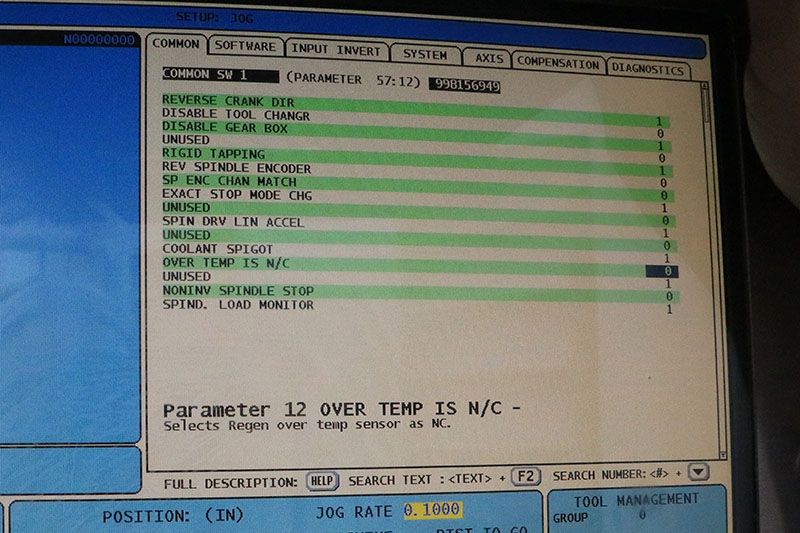 SETUP: JOG
N00000000
COMMON SOFTWARE INPUT INVERT SYSTEM AXIS COMPENSATION DIAGNOSTICS
COMMON SW 1 (PARAMETER 57:12) 998156949
REVERSE CRANK DIR 1
DISABLE TOOL CHANGR 0
DISABLE GEAR BOX 1
UNUSED 0
RIGID TAPPING 1
REV SPINDLE ENCODER 0
SP ENC CHAN MATCH 0
EXACT STOP MODE CHG 1
UNUSED 0
SPIN DRV LIN ACCEL 1
UNUSED 0
COOLANT SPIGOT 1
OVER TEMP IS N/C 0
UNUSED 1
NONINV SPINDLE STOP 0
SPIND. LOAD MONITOR 1
Parameter 12 OVER TEMP IS N/C -
Selects Regen over temp sensor as NC.
FULL DESCRIPTION: HELP SEARCH TEXT : <TEXT> + F2 SEARCH NUMBER: <#> +
POSITION: (IN) JOG RATE 0.1000
TOOL MANAGEMENT
GROUP 0
DIST TO GO